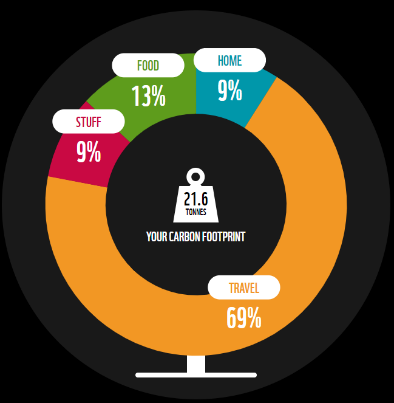 FOOD
13%
HOME
9%
STUFF
9%
21.6
TONNES
YOUR CARBON FOOTPRINT
TRAVEL
69%